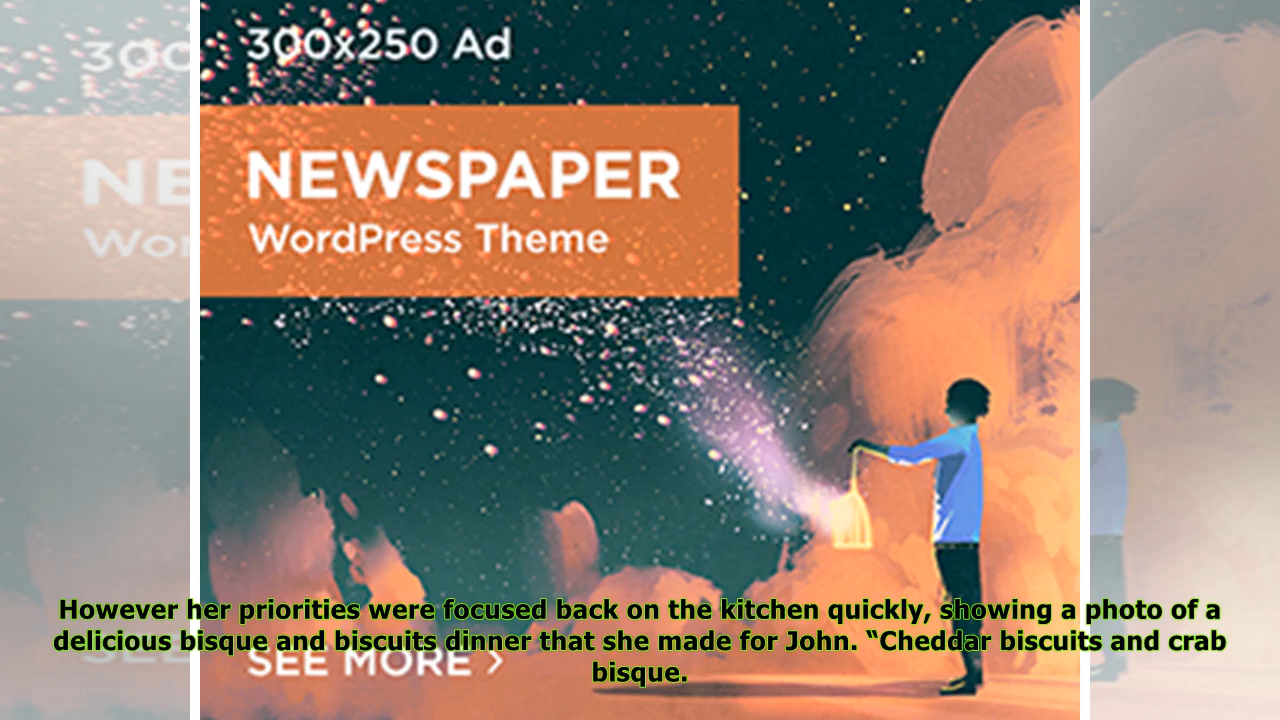 300x250 Ad
NEWSPAPER
WordPress Theme
However her priorities were focused back on the kitchen quickly, showing a photo of a
delicious bisque and biscuits dinner that she made for John. “Cheddar biscuits and crab
bisque.
SEE MORE >